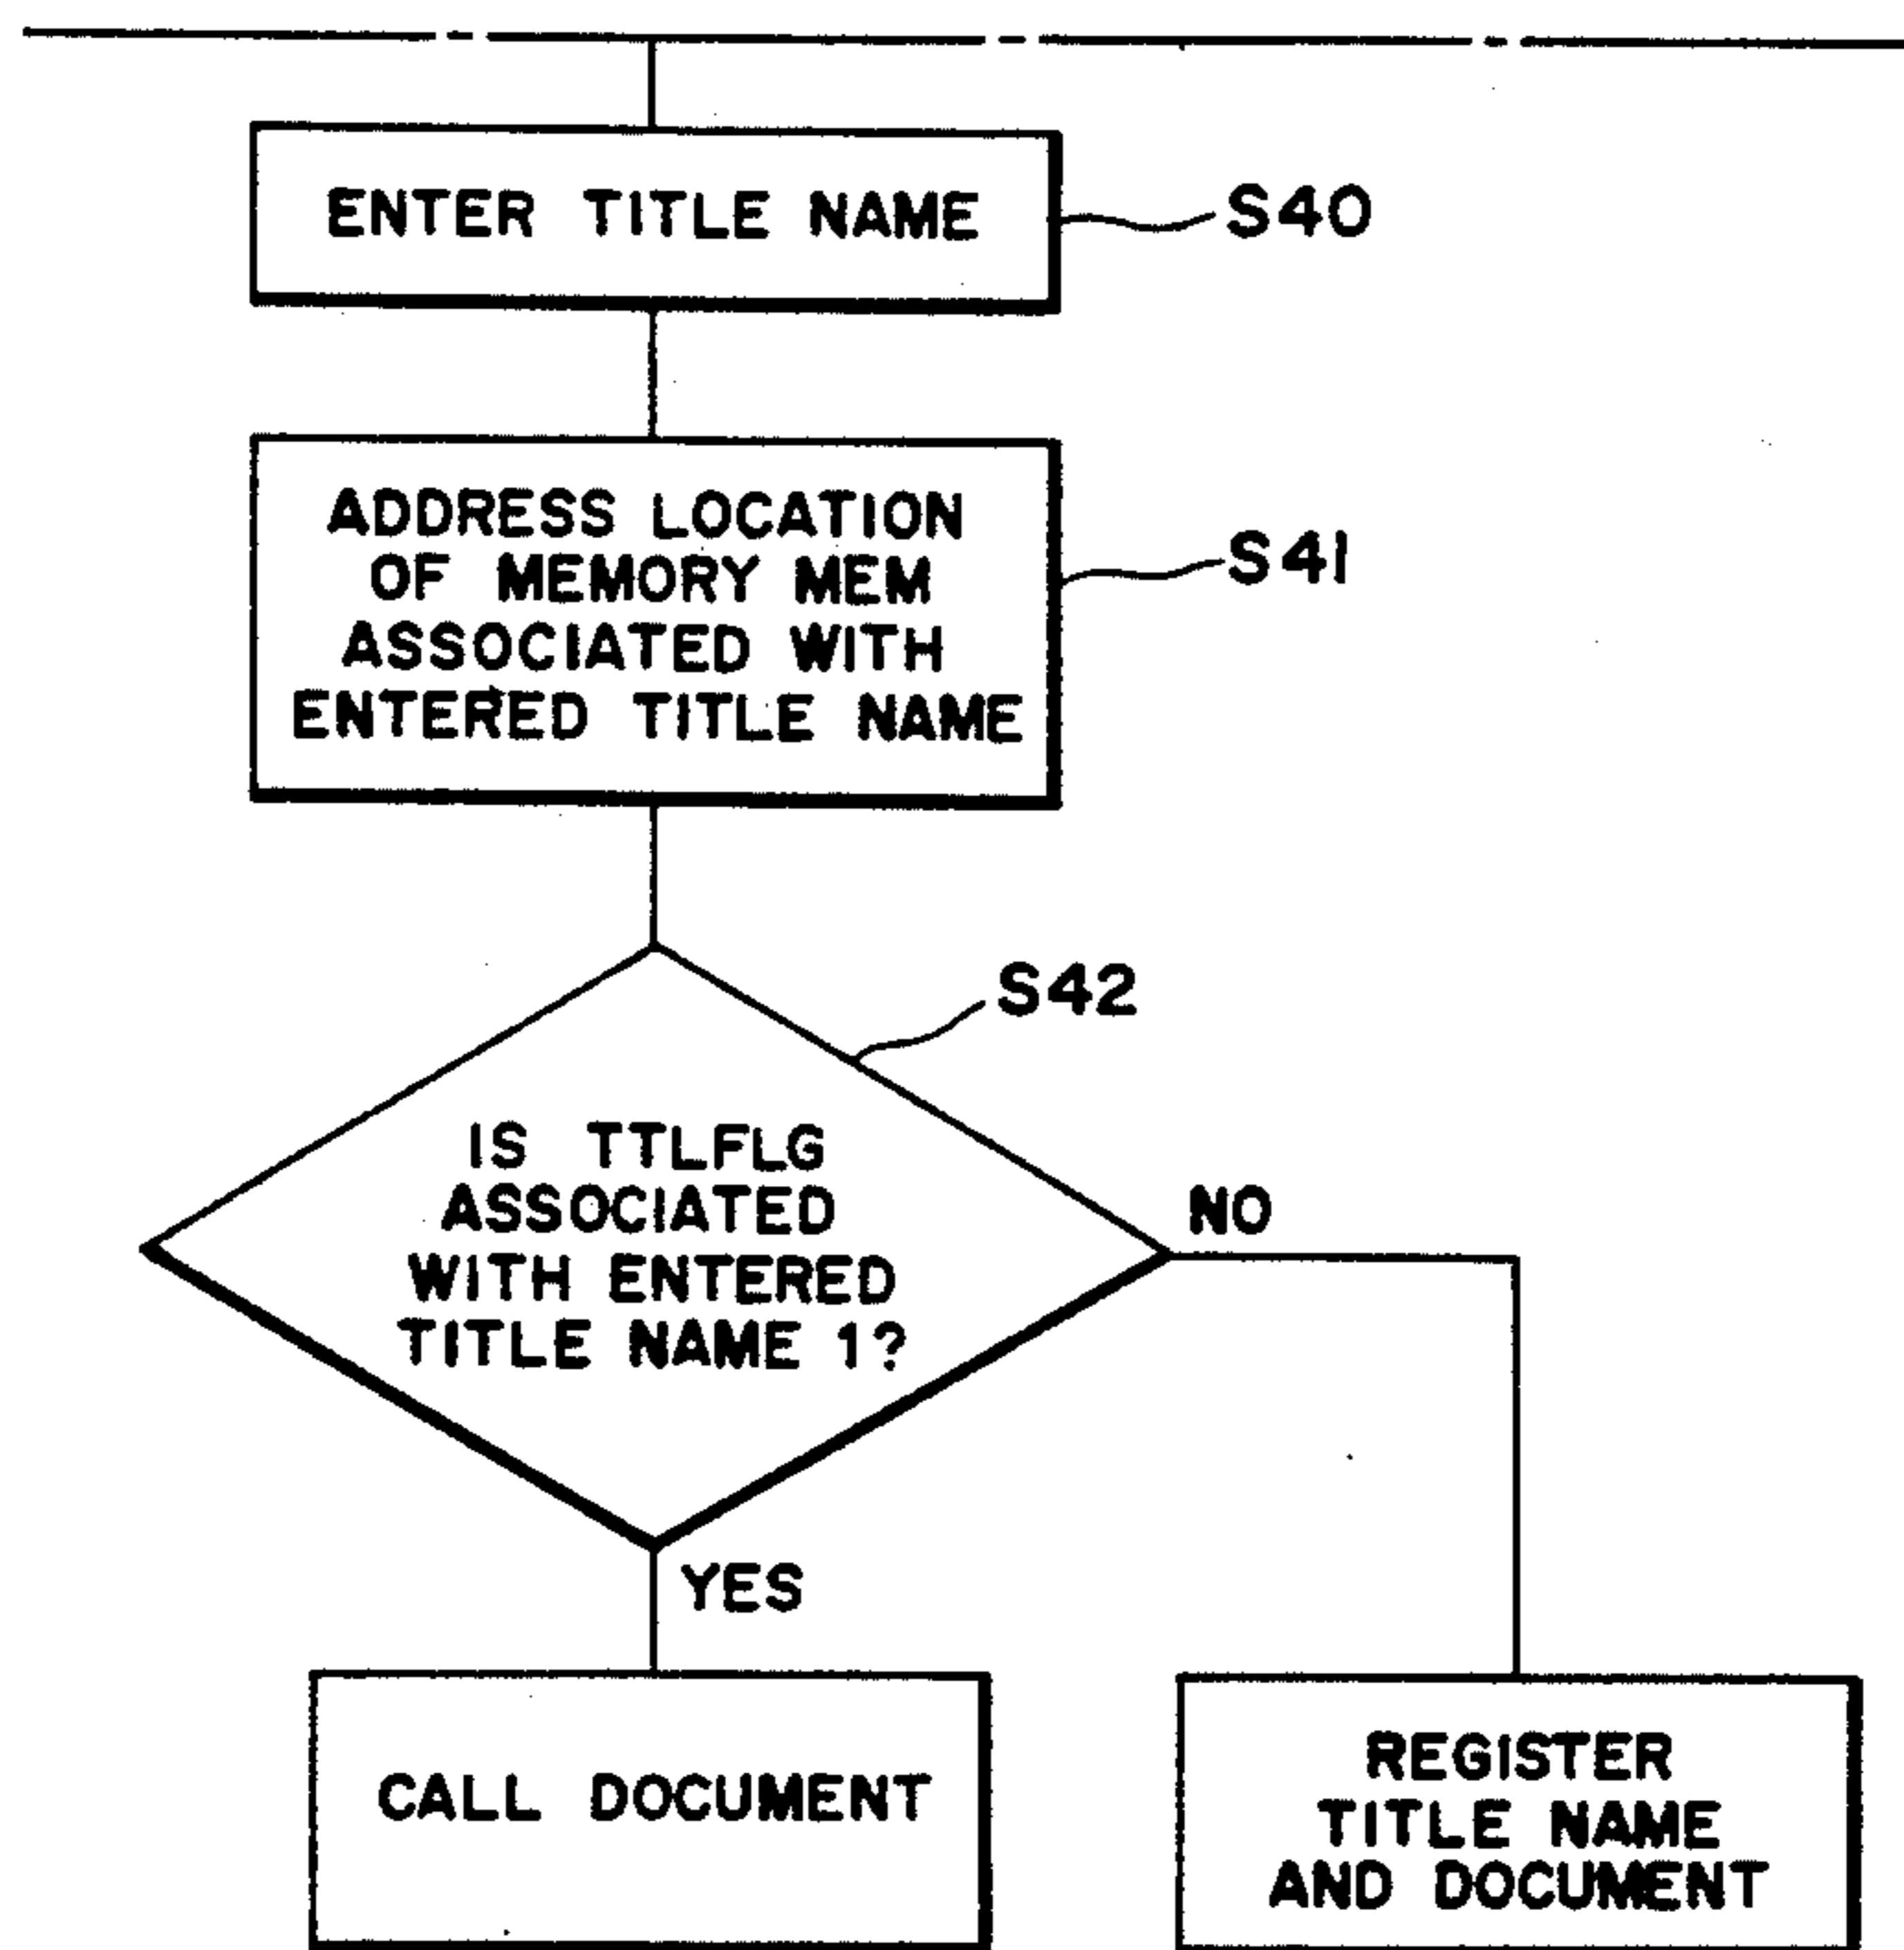 ENTER TITLE NAME
S40
ADDRESS LOCATION
OF MEMORY MEM
ASSOCIATED WITH
ENTERED TITLE NAME
S41
S42
IS TTLFLG
ASSOCIATED
WITH ENTERED
TITLE NAME 1?
NO
YES
CALL DOCUMENT
REGISTER
TITLE NAME
AND DOCUMENT